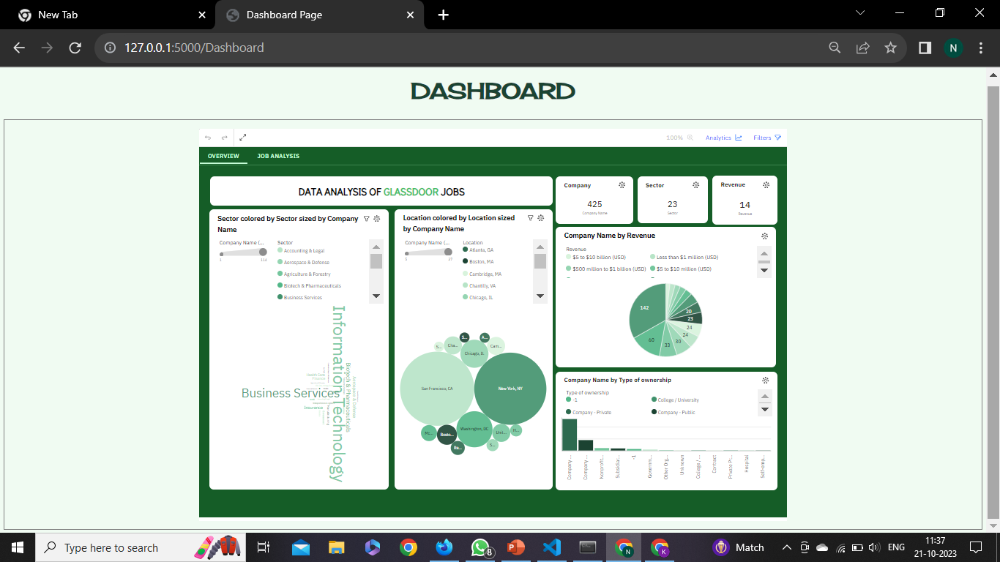 New Tab
Dashboard Page
127.0.0.1:5000/Dashboard
N
DASHBOARD
100%
Analytics
Filters
OVERVIEW
JOB ANALYSIS
DATA ANALYSIS OF GLASSDOOR JOBS
Company
425
Company Name
Sector
23
Sector
Revenue
14
Revenue
Sector colored by Sector sized by Company
Name
Company Name (...
1
114
Sector
Accounting & Legal
Aerospace & Defense
Agriculture & Forestry
Biotech & Pharmaceuticals
Business Services
Information Technology
Business Services
Biotech & Pharmaceuticals
Aerospace & Defense
Health Care
Finance
Insurance
Location colored by Location sized
by Company Name
Company Name (...
Location
Atlanta, GA
Boston, MA
Cambridge, MA
Chantilly, VA
Chicago, IL
S...
Cha...
S...
A...
Cam...
Chicago, IL
San Francisco, CA
New York, NY
Washington, DC
Mc...
Bosto...
Re...
Unit...
S...
Company Name by Revenue
Revenue
$5 to $10 billion (USD)
Less than $1 million (USD)
$500 million to $1 billion (USD)
$5 to $10 million (USD)
142
20
23
24
24
30
33
60
Company Name by Type of ownership
Type of ownership
-1
College / University
Company - Private
Company - Public
Company ...
Company ...
Nonprofit...
Subsidiar...
-1
Governm...
Other Org...
Unknown
College / ...
Contract
Private Pr...
Hospital
Self-emp...
Type here to search
8
N
K
Match
ENG
11:37
21-10-2023